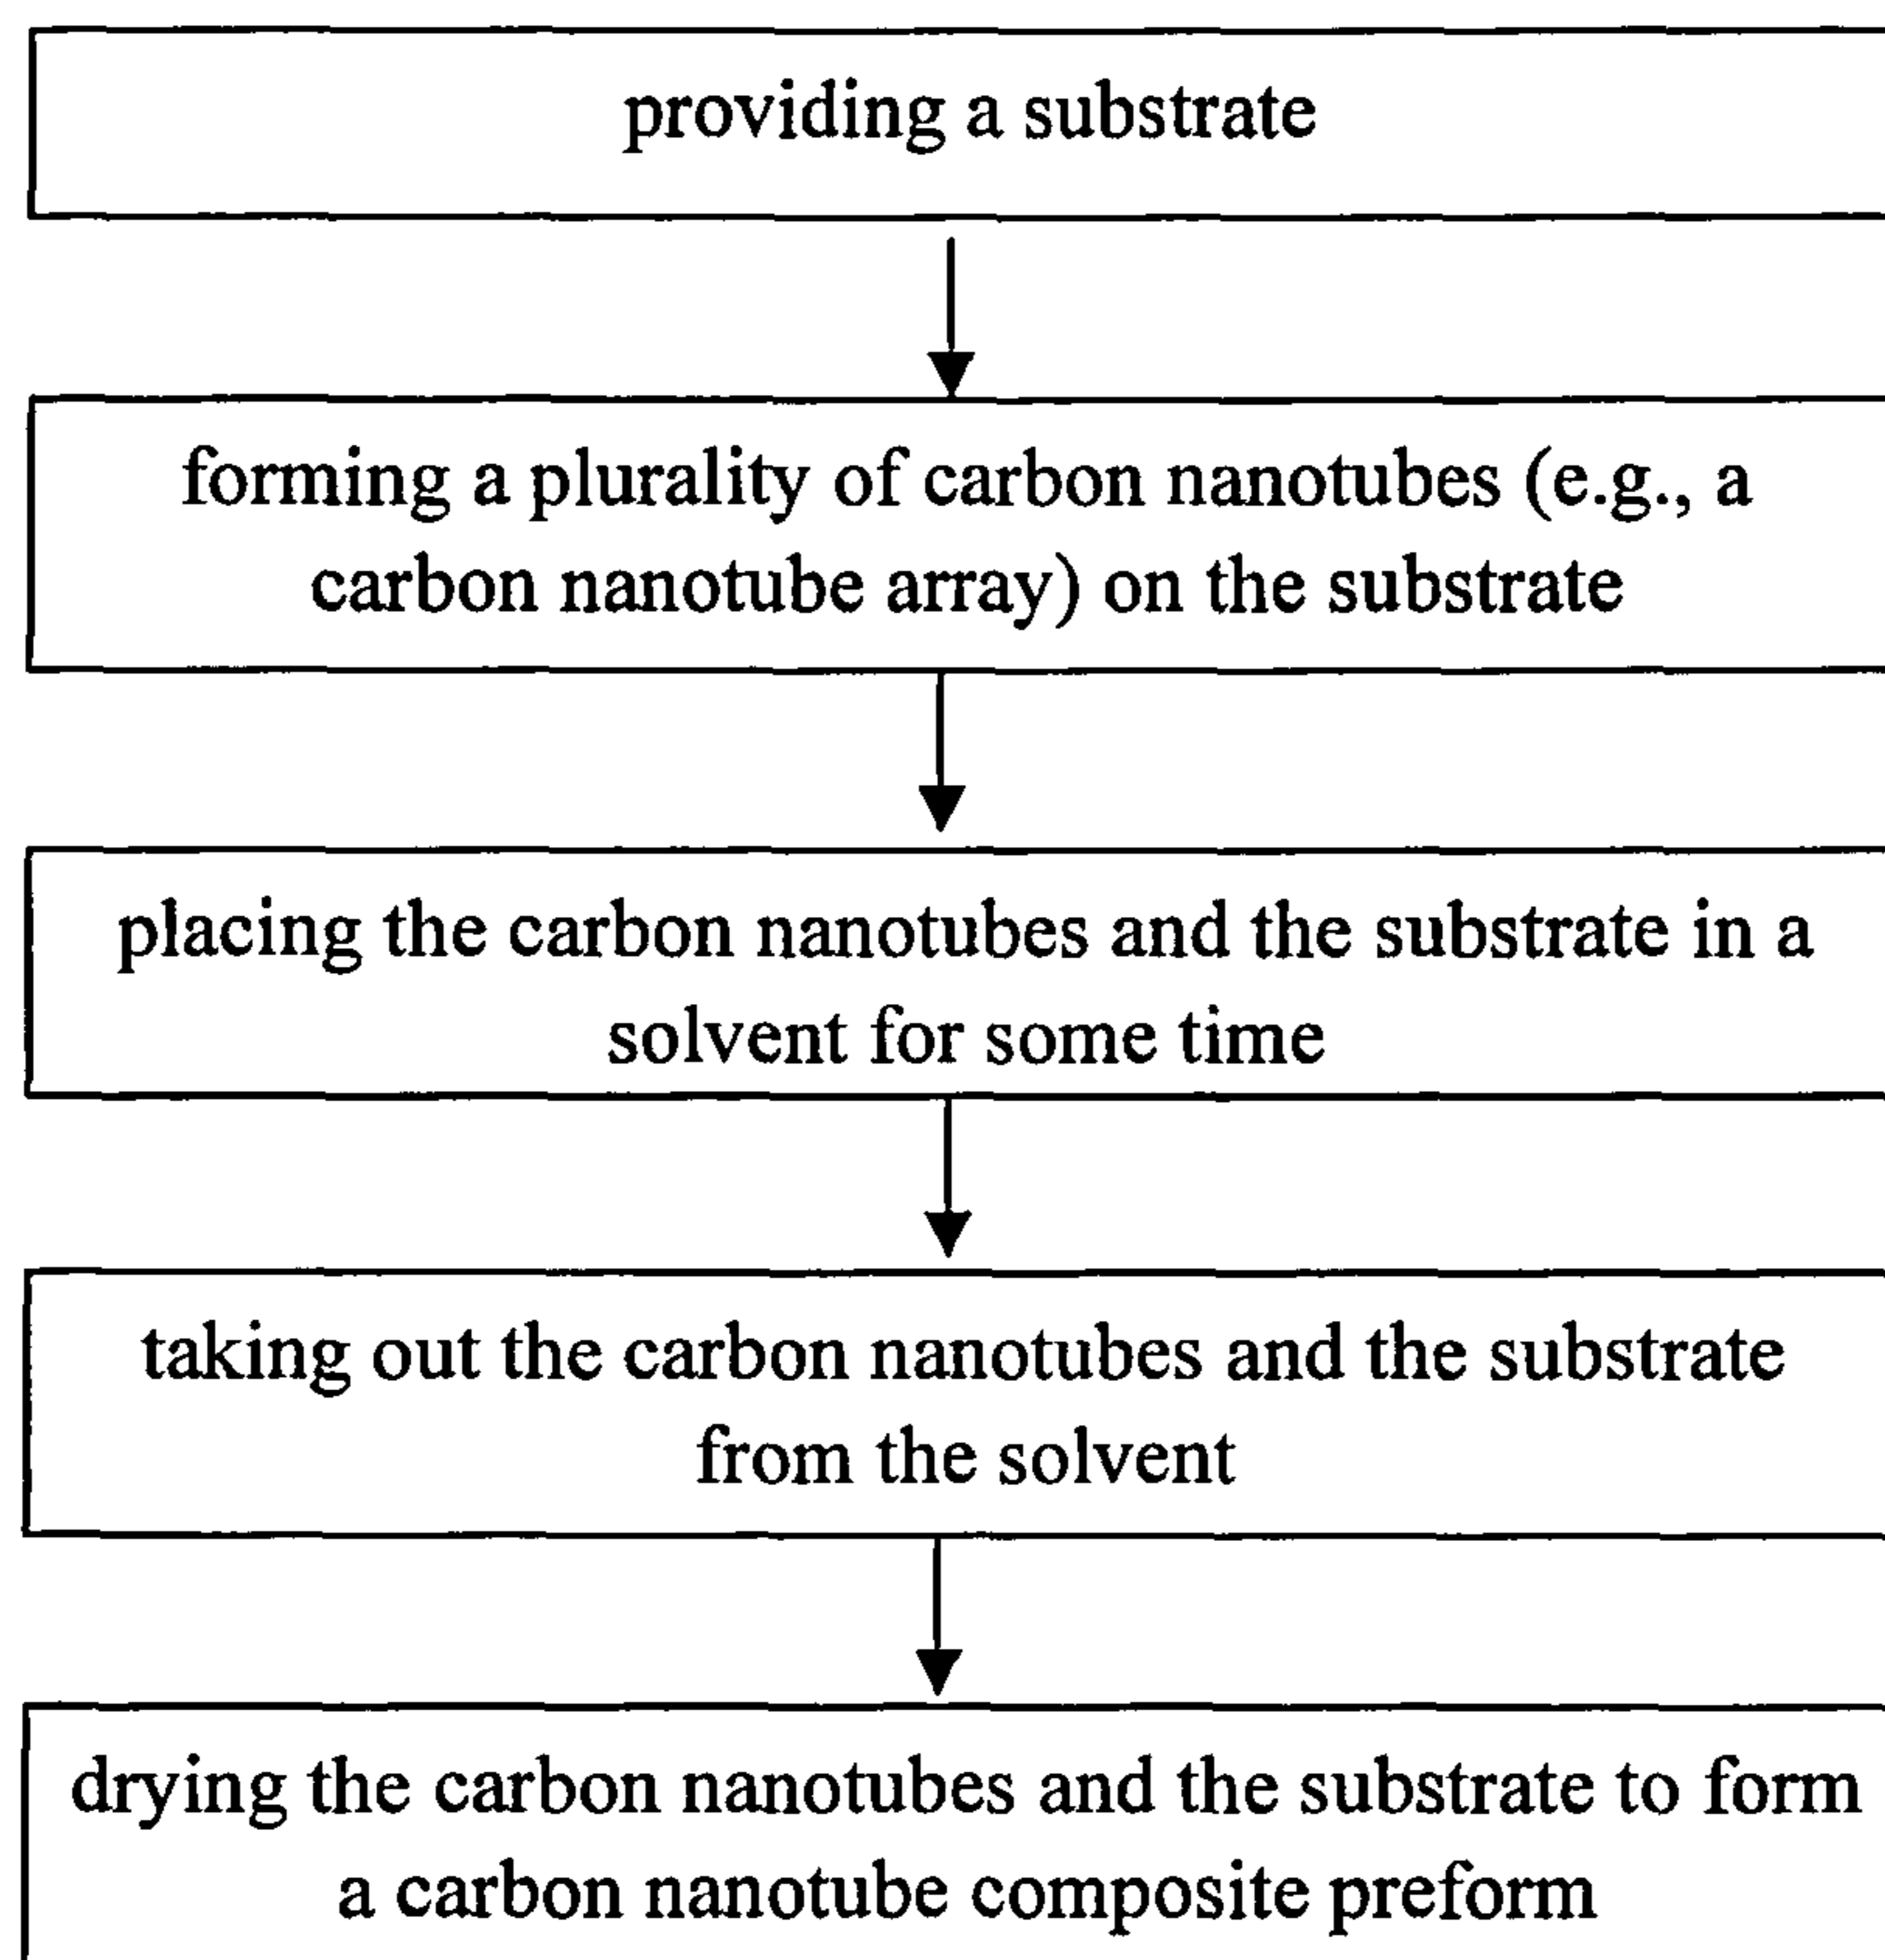 providing a substrate
forming a plurality of carbon nanotubes (e.g., a
carbon nanotube array) on the substrate
placing the carbon nanotubes and the substrate in a
solvent for some time
taking out the carbon nanotubes and the substrate
from the solvent
drying the carbon nanotubes and the substrate to form
a carbon nanotube composite preform